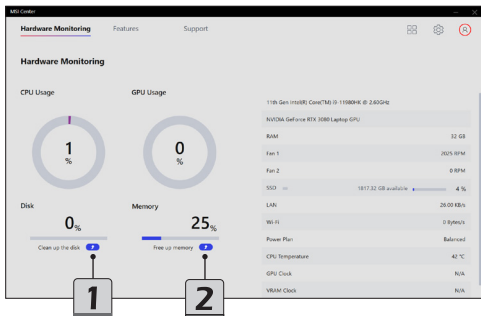 MSI Center
Hardware Monitoring
Features
Support
Hardware Monitoring
CPU Usage
GPU Usage
1
%
0
%
Disk
Memory
0%
25%
Clean up the disk
Free up memory
1
2
11th Gen Intel(R) Core(TM) i9-11980HK @ 2.60GHz
NVIDIA GeForce RTX 3080 Laptop GPU
RAM 32 GB
Fan 1 2025 RPM
Fan 2 0 RPM
SSD 1817.32 GB available 4 %
LAN 28.00 KB/s
Wi-Fi 0 Bytes/s
Power Plan Balanced
CPU Temperature 42 °C
GPU Clock N/A
VRAM Clock N/A